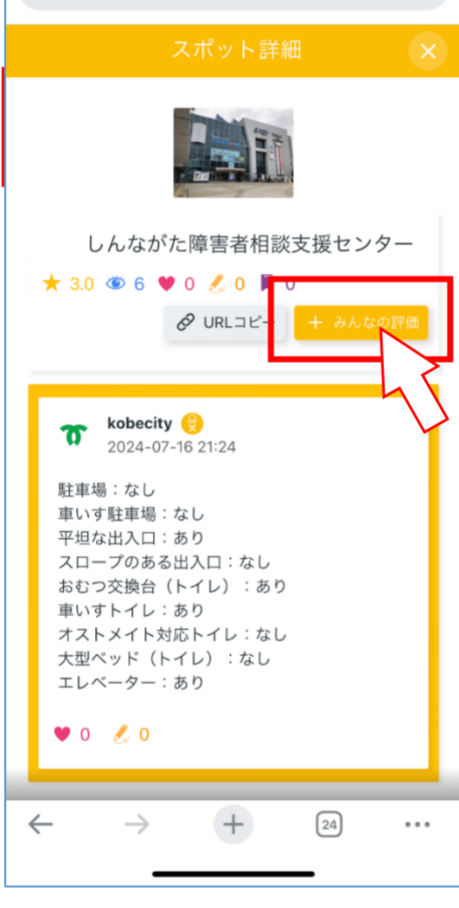 スポット詳細
しんながた障害者相談支援センター
3.0 6 0 0 0
URLコピー + みんなの評価
kobecity
2024-07-16 21:24
駐車場：なし
車いす駐車場：なし
平坦な出入口：あり
スロープのある出入口：なし
おむつ交換台（トイレ）：あり
車いすトイレ：あり
オストメイト対応トイレ：なし
大型ベッド（トイレ）：なし
エレベーター：あり
0 0
24